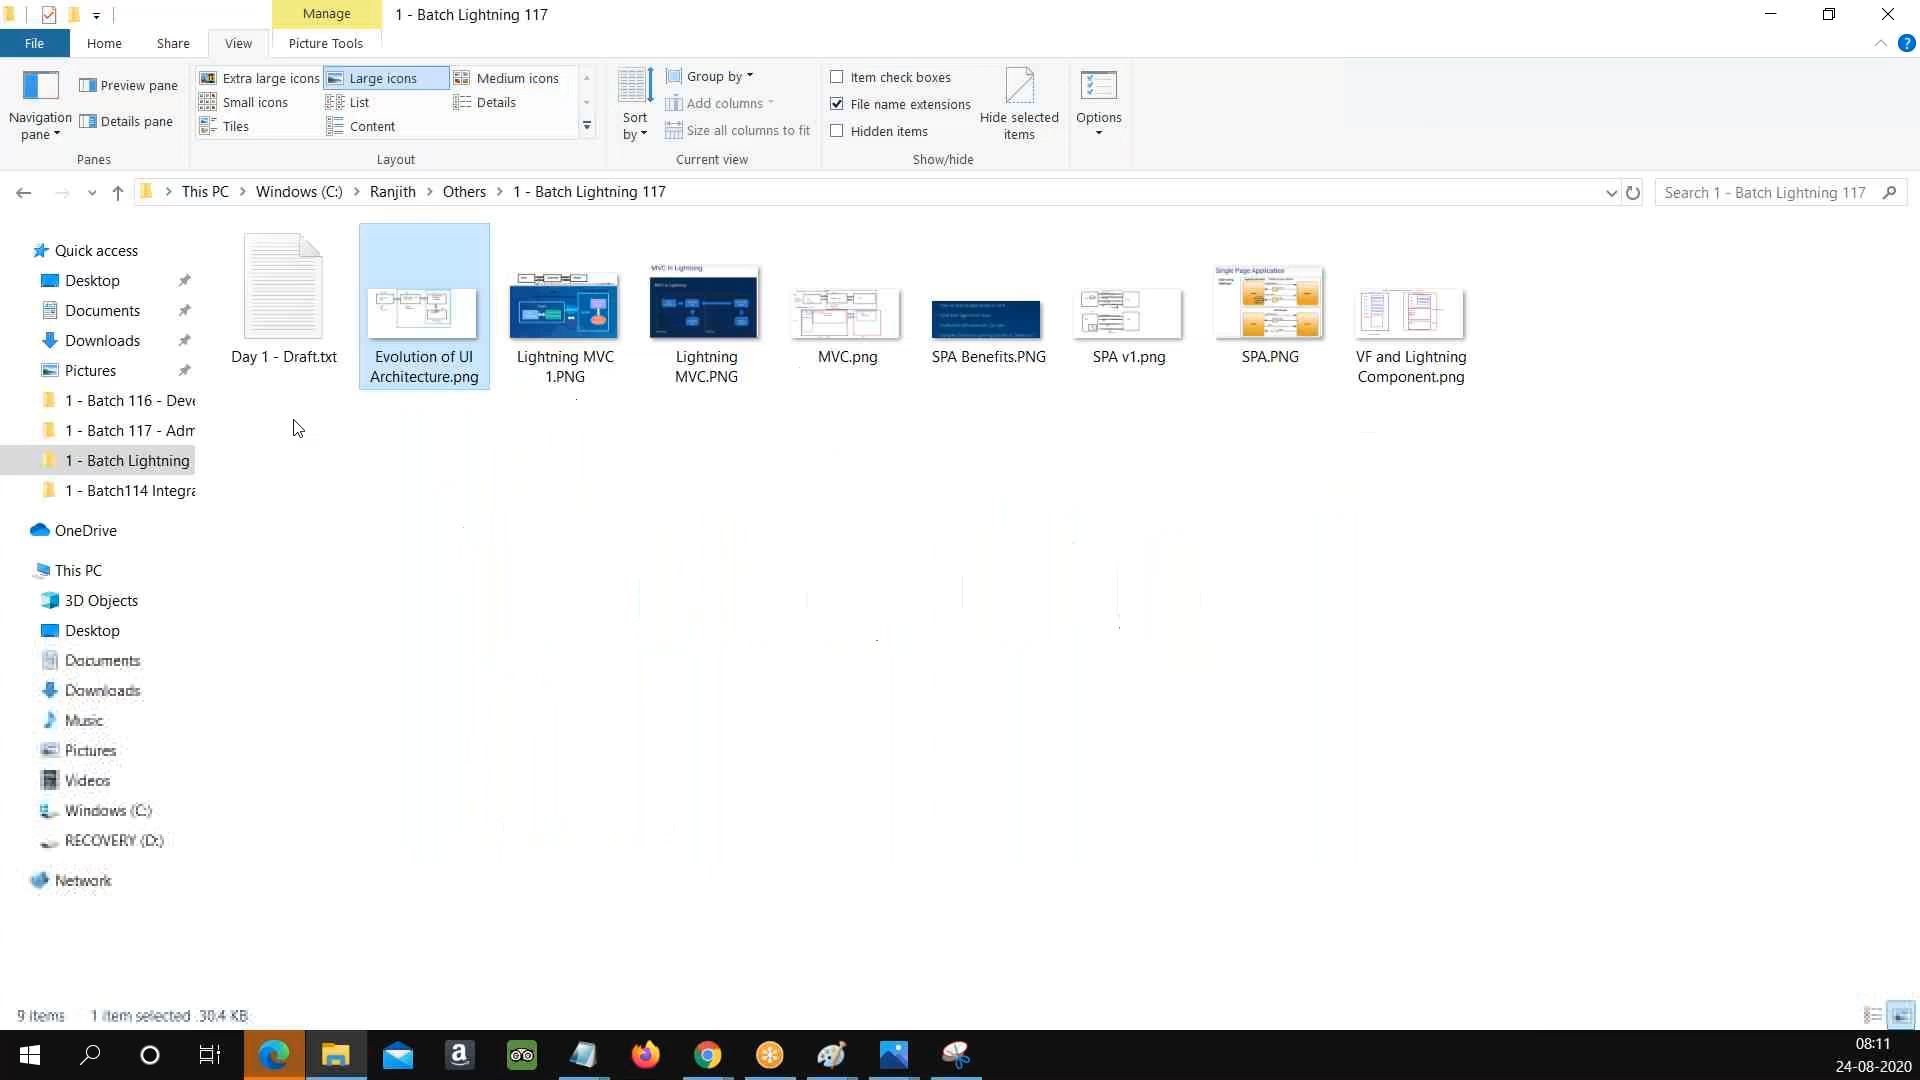 Manage
1 - Batch Lightning 117
File
Home
Share
View
Picture Tools
Navigation pane
Preview pane
Details pane
Panes
Extra large icons
Large icons
Medium icons
Small icons
List
Details
Tiles
Content
Layout
Sort by
Group by
Add columns
Size all columns to fit
Current view
Item check boxes
File name extensions
Hidden items
Hide selected items
Show/hide
Options
This PC
Windows (C:)
Ranjith
Others
1 - Batch Lightning 117
Search 1 - Batch Lightning 117
Quick access
Desktop
Documents
Downloads
Pictures
1 - Batch 116 - Deve
1 - Batch 117 - Adm
1 - Batch Lightning
1 - Batch114 Integra
OneDrive
This PC
3D Objects
Desktop
Documents
Downloads
Music
Pictures
Videos
Windows (C:)
RECOVERY (D:)
Network
Day 1 - Draft.txt
Evolution of UI
Architecture.png
Lightning MVC
1.PNG
MVC in Lightning
Lightning
MVC.PNG
MVC.png
SPA Benefits.PNG
SPA v1.png
Single Page Application
SPA.PNG
VF and Lightning
Component.png
9 items
1 item selected 30.4 KB
08:11
24-08-2020